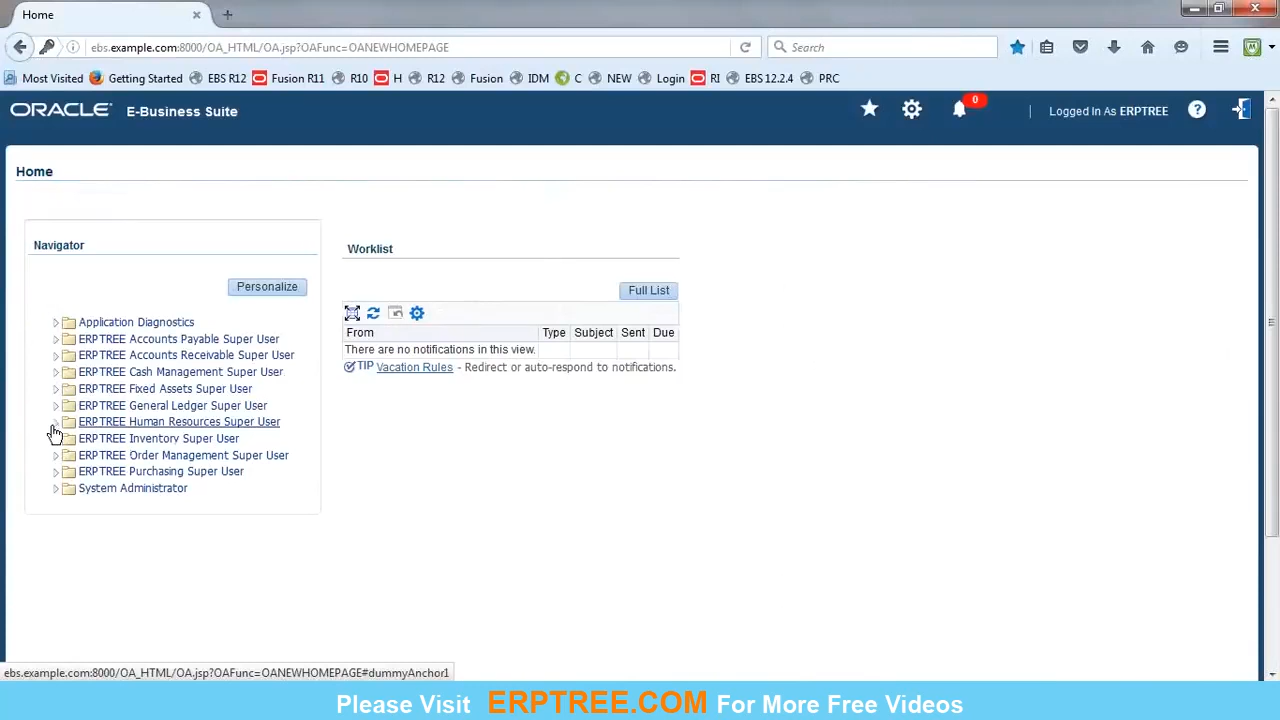 Home
ebs.example.com:8000/OA_HTML/OA.jsp?OAFunc=OANEWHOMEPAGE
Search
Most Visited Getting Started EBS R12 Fusion R11 R10 H R12 Fusion IDM C NEW Login RI EBS 12.2.4 PRC
ORACLE E-Business Suite
0
Logged In As ERPTREE
Home
Navigator
Personalize
Application Diagnostics
ERPTREE Accounts Payable Super User
ERPTREE Accounts Receivable Super User
ERPTREE Cash Management Super User
ERPTREE Fixed Assets Super User
ERPTREE General Ledger Super User
ERPTREE Human Resources Super User
ERPTREE Inventory Super User
ERPTREE Order Management Super User
ERPTREE Purchasing Super User
System Administrator
Worklist
Full List
From Type Subject Sent Due
There are no notifications in this view.
TIP Vacation Rules - Redirect or auto-respond to notifications.
ebs.example.com:8000/OA_HTML/OA.jsp?OAFunc=OANEWHOMEPAGE#dummyAnchor1
Please Visit ERPTREE.COM For More Free Videos